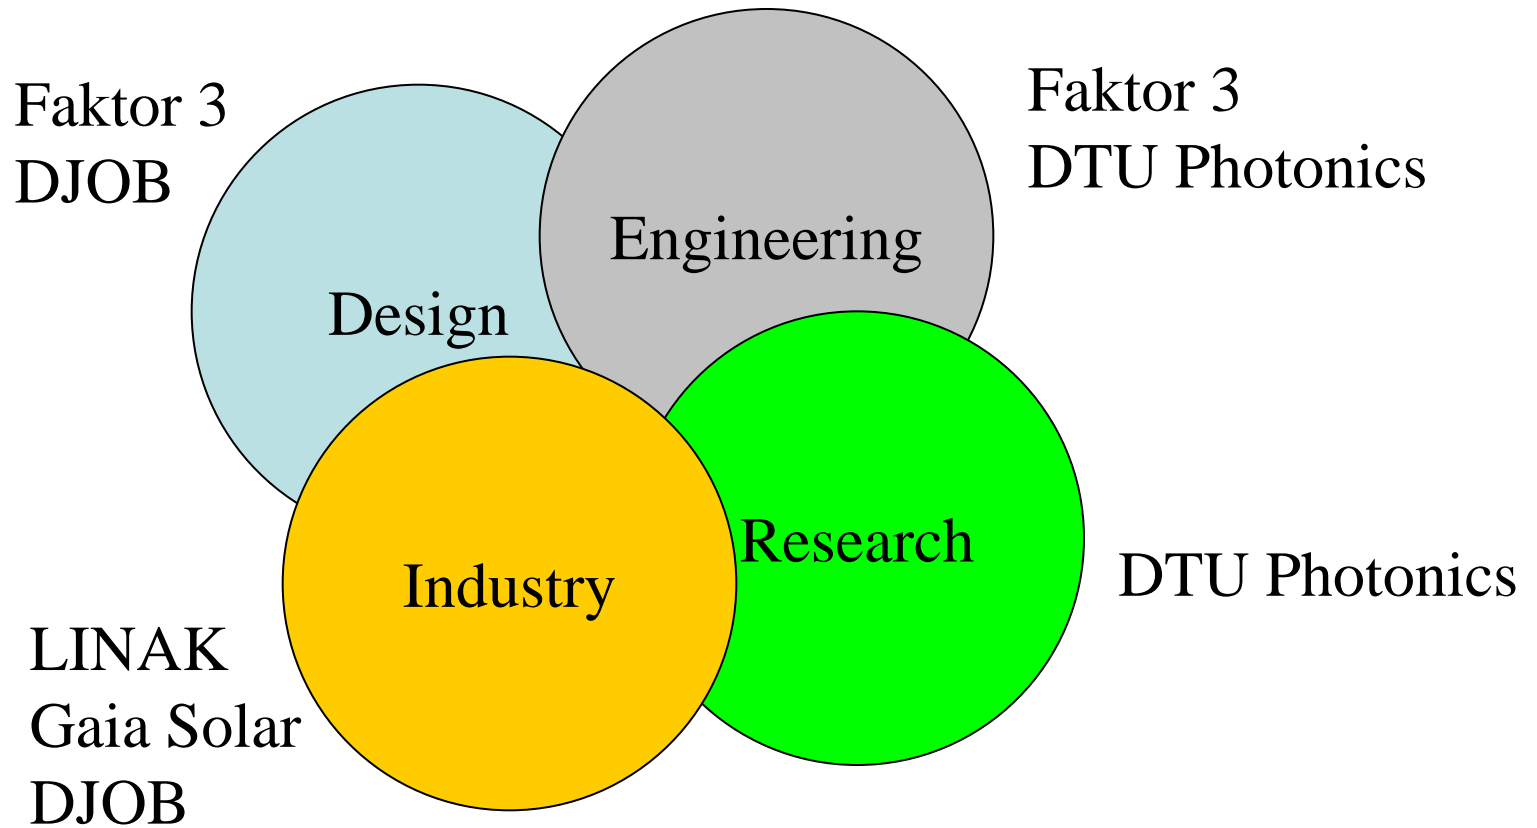 Faktor 3
DJOB
Faktor 3
DTU Photonics
Engineering
Design
Research
DTU Photonics
Industry
LINAK
Gaia Solar
DJOB